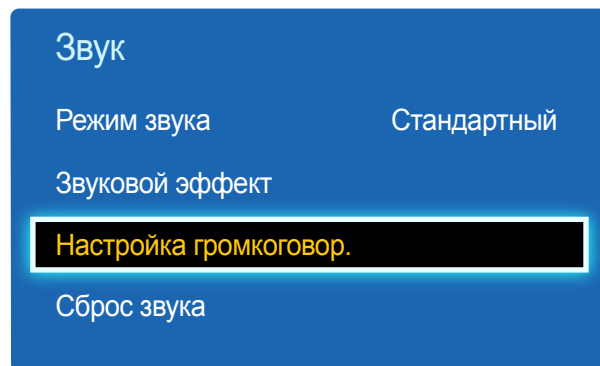 Звук
Режим звука Стандартный
Звуковой эффект
Настройка громкоговор.
Сброс звука